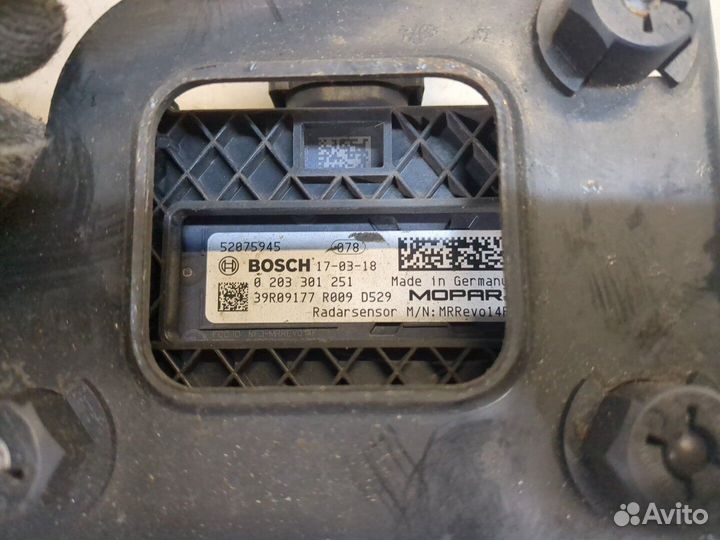 52075945 078
BOSCH 17-03-18
0 203 301 251 Made in Germany
39R09177 R009 D529 MOPAR
Radarsensor M/N:MRRevo14F
Avito